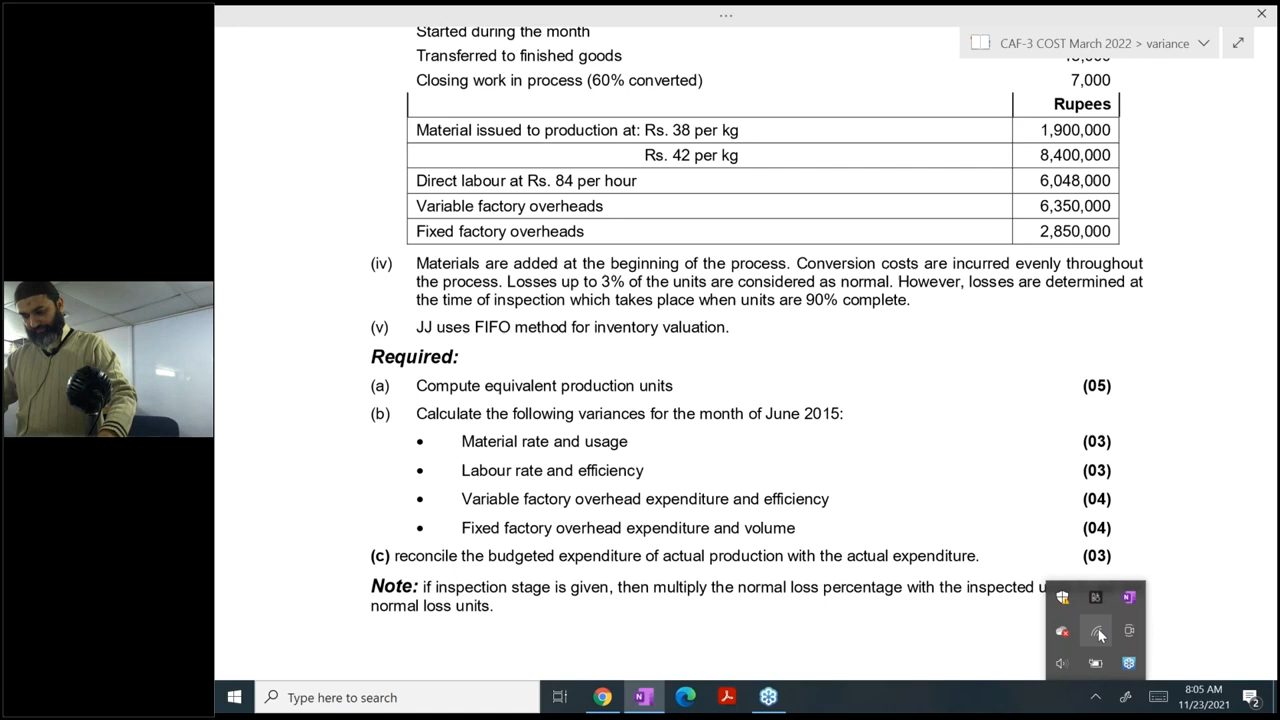 Started during the month
CAF-3 COST March 2022 > variance
Transferred to finished goods
Closing work in process (60% converted) 7,000
Rupees
Material issued to production at: Rs. 38 per kg 1,900,000
Rs. 42 per kg 8,400,000
Direct labour at Rs. 84 per hour 6,048,000
Variable factory overheads 6,350,000
Fixed factory overheads 2,850,000
(iv) Materials are added at the beginning of the process. Conversion costs are incurred evenly throughout
the process. Losses up to 3% of the units are considered as normal. However, losses are determined at
the time of inspection which takes place when units are 90% complete.
(v) JJ uses FIFO method for inventory valuation.
Required:
(a) Compute equivalent production units (05)
(b) Calculate the following variances for the month of June 2015:
• Material rate and usage (03)
• Labour rate and efficiency (03)
• Variable factory overhead expenditure and efficiency (04)
• Fixed factory overhead expenditure and volume (04)
(c) reconcile the budgeted expenditure of actual production with the actual expenditure. (03)
Note: if inspection stage is given, then multiply the normal loss percentage with the inspected
normal loss units.
Type here to search
8:05 AM
11/23/2021
2